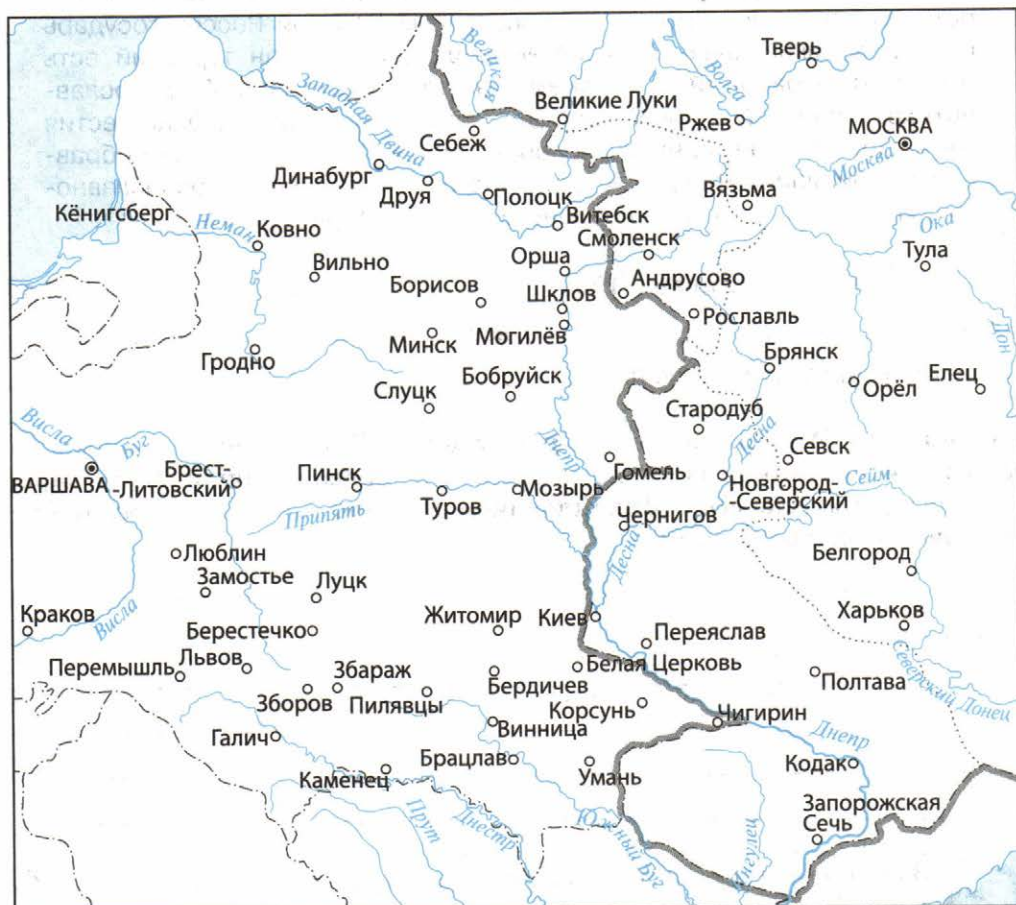 Великая
Тверь
Волга
Западная Двина
Великие Луки
Ржев
МОСКВА
Себеж
Москва
Динабург
Друя
Полоцк
Вязьма
Кёнигсберг
Неман
Ковно
Витебск
Ока
Смоленск
Тула
Вильно
Орша
Борисов
Шклов
Андрусово
Рославль
Дон
Минск
Могилёв
Гродно
Брянск
Бобруйск
Слуцк
Орёл
Елец
Стародуб
Висла
Буг
Днепр
Десна
Севск
ВАРШАВА
Брест-
-Литовский
Пинск
Гомель
Сейм
Туров
Мозырь
Новгород-
-Северский
Припять
Чернигов
Люблин
Десна
Белгород
Замостье
Луцк
Краков
Висла
Житомир
Киев
Харьков
Берестечко
Переяслав
Перемышль
Львов
Збараж
Белая Церковь
Северский Донец
Бердичев
Полтава
Зборов
Пилявцы
Корсунь
Чигирин
Винница
Днепр
Галич
Брацлав
Умань
Кодак
Каменец
Прут
Днестр
Южный Буг
Ингулец
Запорожская
Сечь